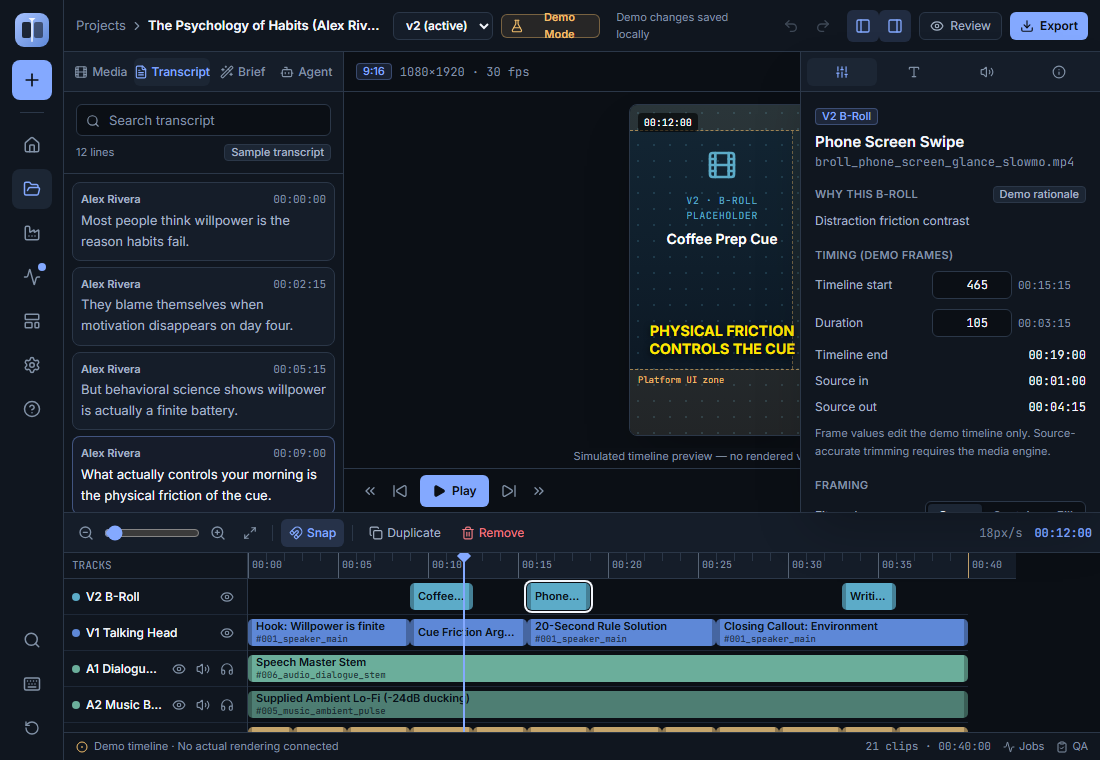 Projects > The Psychology of Habits (Alex Riv...
v2 (active)
Demo
Mode
Demo changes saved
locally
Review
Export
Media
Transcript
Brief
Agent
Search transcript
12 lines
Sample transcript
Alex Rivera 00:00:00
Most people think willpower is the
reason habits fail.
Alex Rivera 00:02:15
They blame themselves when
motivation disappears on day four.
Alex Rivera 00:05:15
But behavioral science shows willpower
is actually a finite battery.
Alex Rivera 00:09:00
What actually controls your morning is
the physical friction of the cue.
9:16 1080×1920 · 30 fps
00:12:00
V2 · B-ROLL
PLACEHOLDER
Coffee Prep Cue
PHYSICAL FRICTION
CONTROLS THE CUE
Platform UI zone
Simulated timeline preview — no rendered
Play
V2 B-Roll
Phone Screen Swipe
broll_phone_screen_glance_slowmo.mp4
WHY THIS B-ROLL
Demo rationale
Distraction friction contrast
TIMING (DEMO FRAMES)
Timeline start 465 00:15:15
Duration 105 00:03:15
Timeline end 00:19:00
Source in 00:01:00
Source out 00:04:15
Frame values edit the demo timeline only. Source-
accurate trimming requires the media engine.
FRAMING
Snap
Duplicate
Remove
18px/s 00:12:00
TRACKS
00:00 00:05 00:10 00:15 00:20 00:25 00:30 00:35 00:40
V2 B-Roll
Coffee...
Phone...
Writi...
V1 Talking Head
Hook: Willpower is finite
#001_speaker_main
Cue Friction Arg...
20-Second Rule Solution
#001_speaker_main
Closing Callout: Environment
#001_speaker_main
A1 Dialogu...
Speech Master Stem
#006_audio_dialogue_stem
A2 Music B...
Supplied Ambient Lo-Fi (-24dB ducking)
#005_music_ambient_pulse
Demo timeline · No actual rendering connected
21 clips · 00:40:00
Jobs
QA